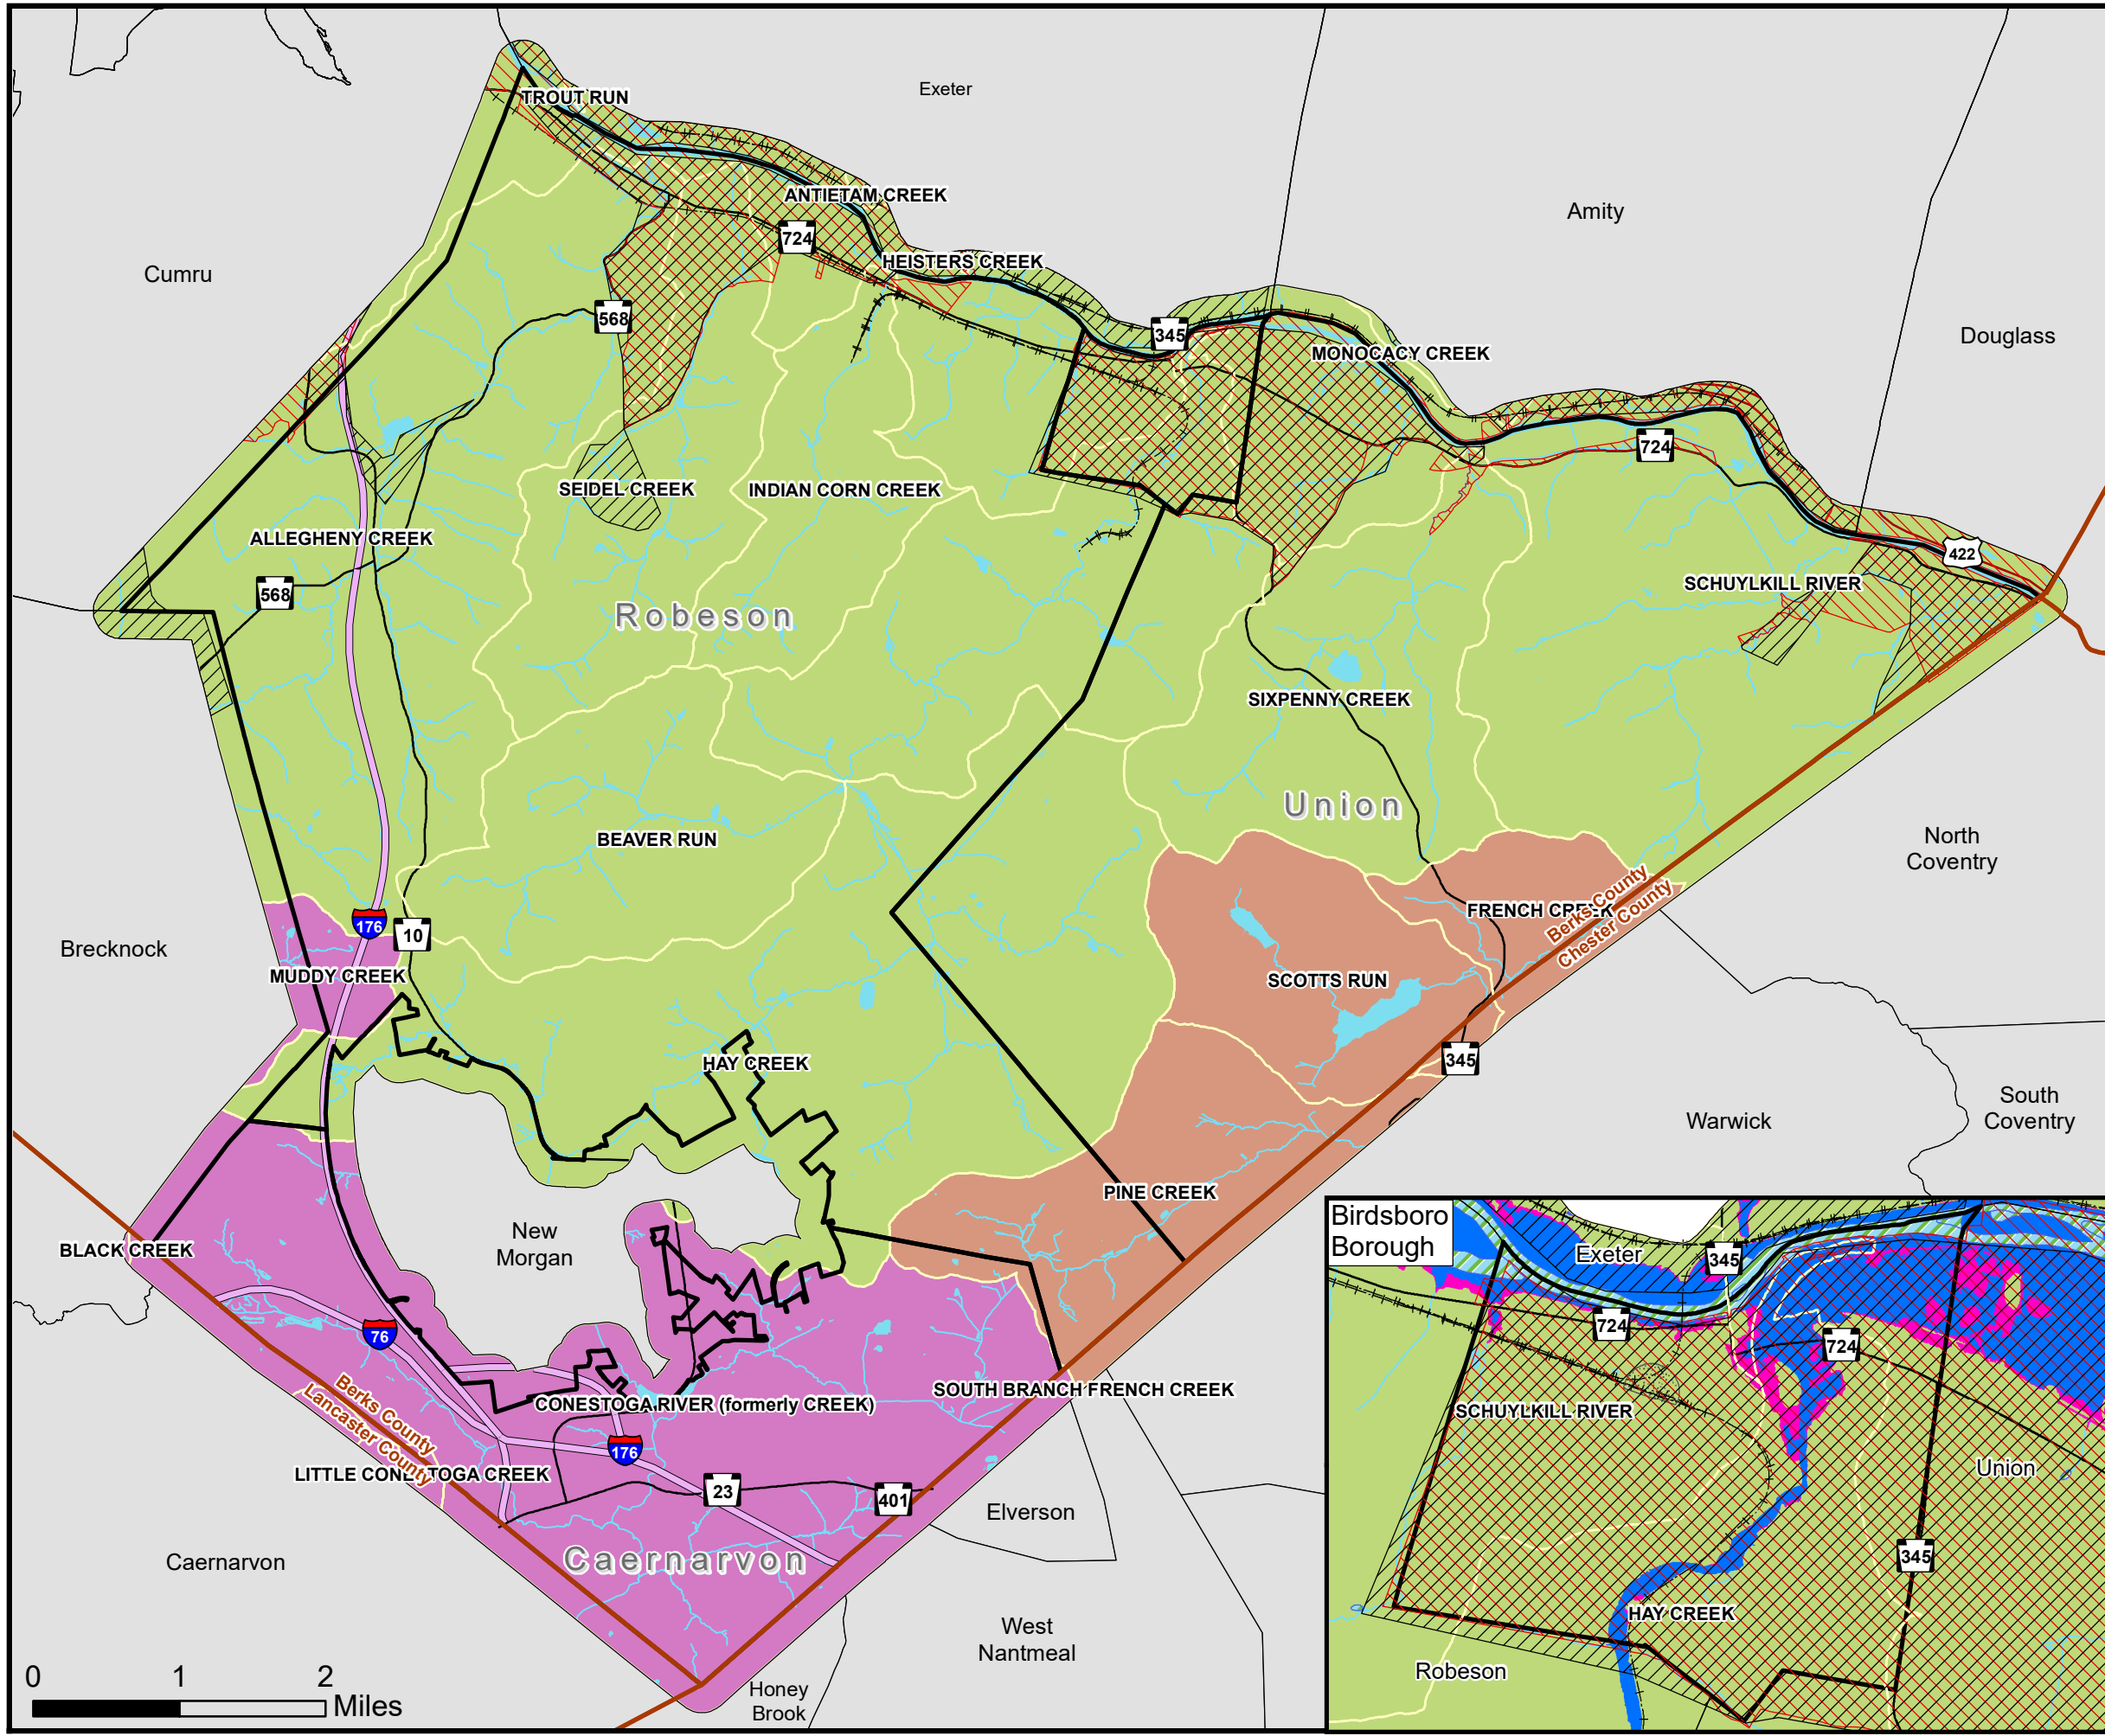 Exeter
TROUT RUN
ANTIETAM CREEK
Amity
724
Cumru
HEISTERS CREEK
568
345
Douglass
MONOCACY CREEK
724
SEIDEL CREEK
INDIAN CORN CREEK
ALLEGHENY CREEK
422
568
SCHUYLKILL RIVER
Robeson
SIXPENNY CREEK
Union
BEAVER RUN
North
Coventry
176
10
FRENCH CREEK
Berks County
Chester County
Brecknock
MUDDY CREEK
SCOTTS RUN
HAY CREEK
345
South
Coventry
Warwick
PINE CREEK
New
Morgan
BLACK CREEK
76
Berks County
Lancaster County
SOUTH BRANCH FRENCH CREEK
CONESTOGA RIVER (formerly CREEK)
176
LITTLE CONESTOGA CREEK
23
401
Elverson
Caernarvon
Caernarvon
West
Nantmeal
Honey
Brook
0 1 2
Miles
Birdsboro
Borough
Exeter
345
724
724
SCHUYLKILL RIVER
Union
345
HAY CREEK
Robeson